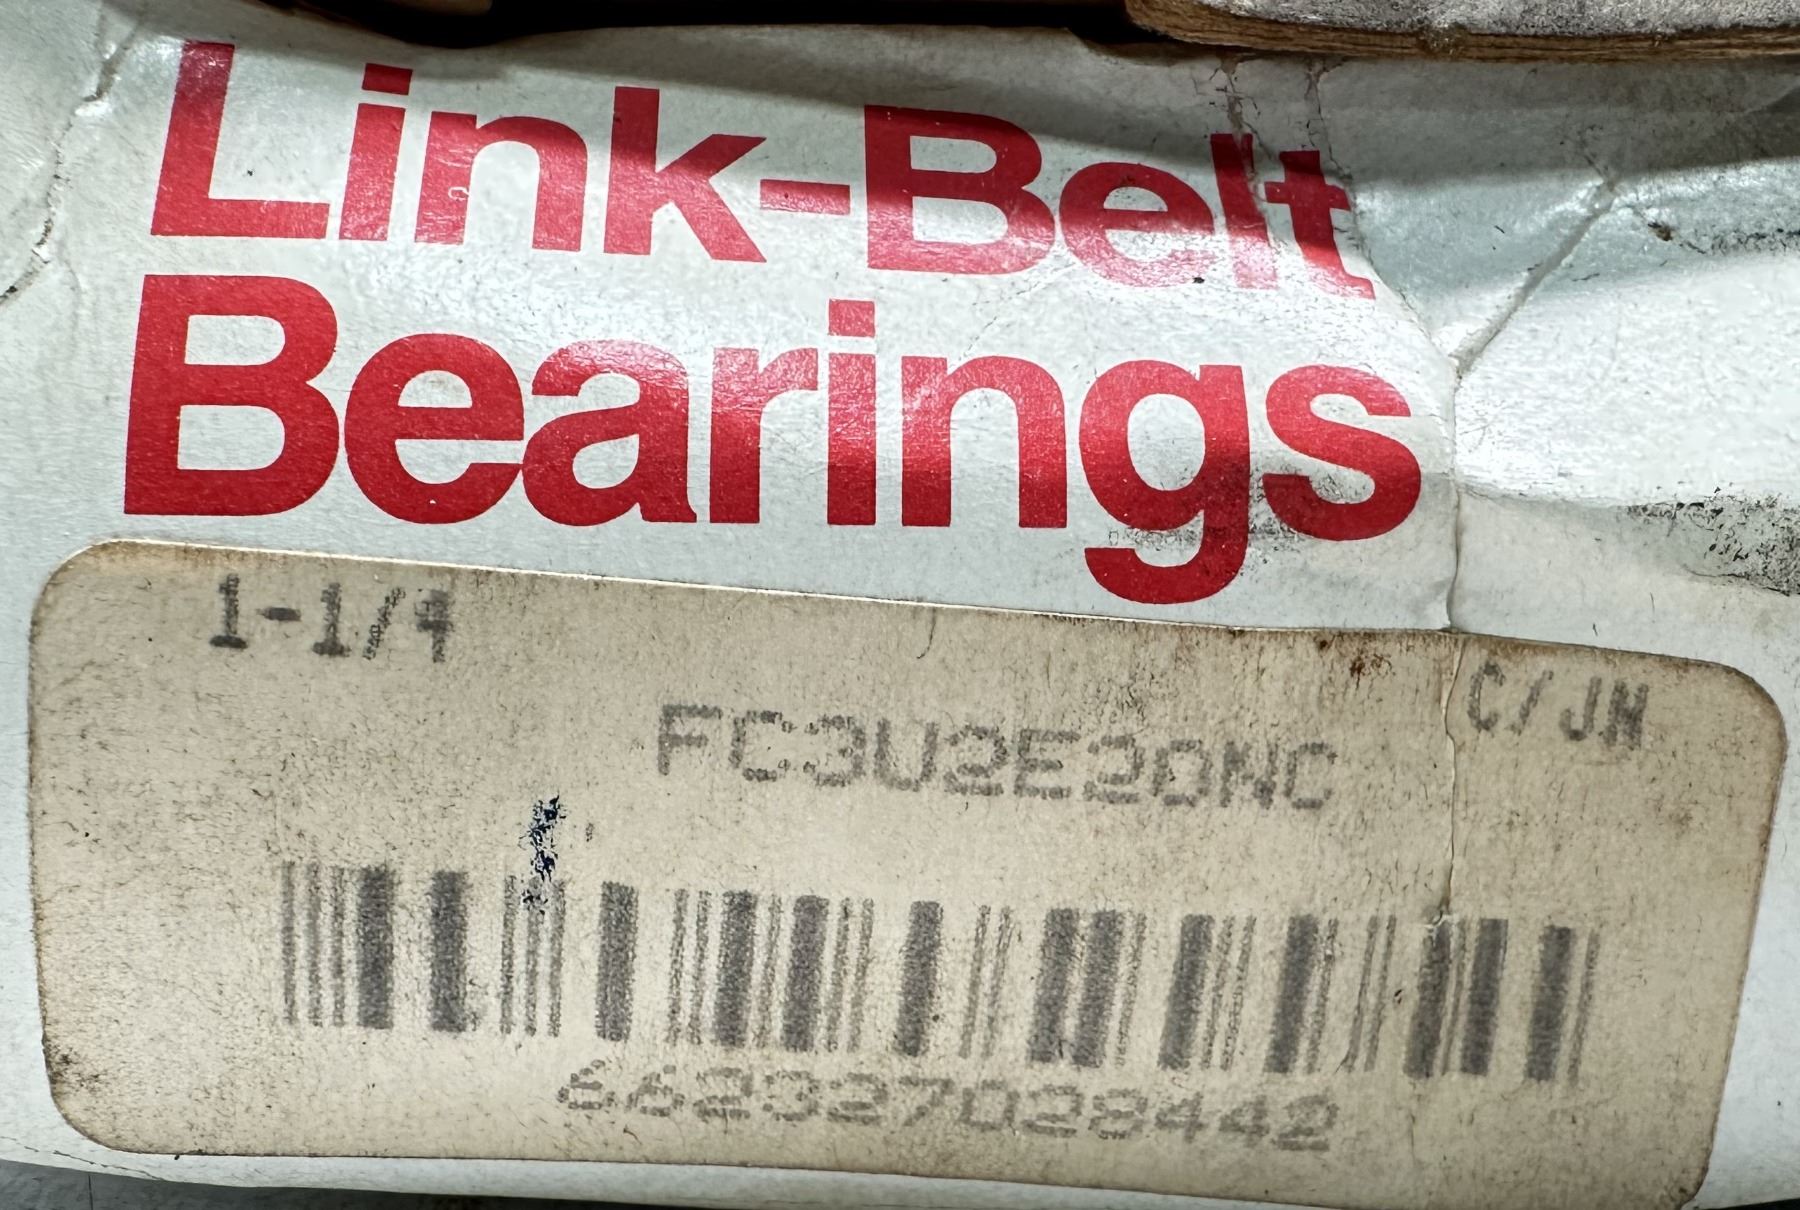 Link-Belt
Bearings
1-1/4
C/JN
FC3U2E20NC
662327028442